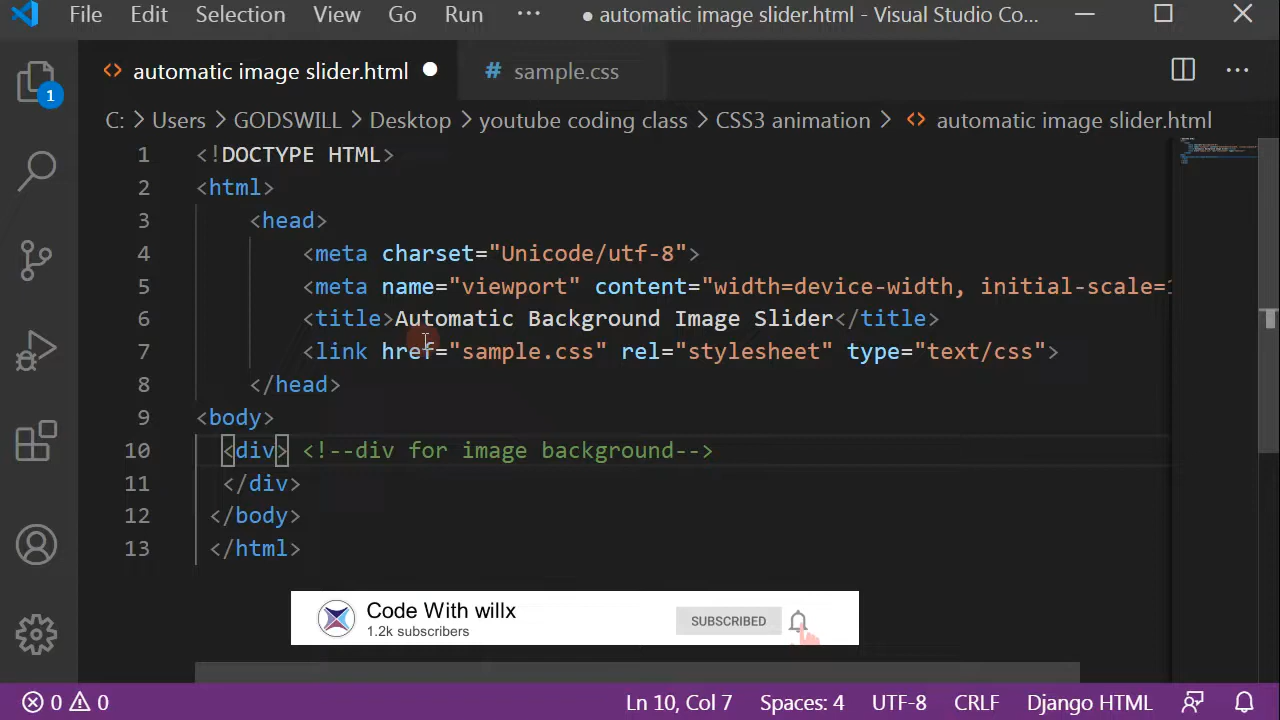 File Edit Selection View Go Run ··· ● automatic image slider.html - Visual Studio Co...
<> automatic image slider.html ● # sample.css ···
1
C: > Users > GODSWILL > Desktop > youtube coding class > CSS3 animation > <> automatic image slider.html
1 <!DOCTYPE HTML>
2 <html>
3 <head>
4 <meta charset="Unicode/utf-8">
5 <meta name="viewport" content="width=device-width, initial-scale=1
6 <title>Automatic Background Image Slider</title>
7 <link href="sample.css" rel="stylesheet" type="text/css">
8 </head>
9 <body>
10 <div> <!--div for image background-->
11 </div>
12 </body>
13 </html>
Code With willx
1.2k subscribers
SUBSCRIBED
0 0 Ln 10, Col 7 Spaces: 4 UTF-8 CRLF Django HTML